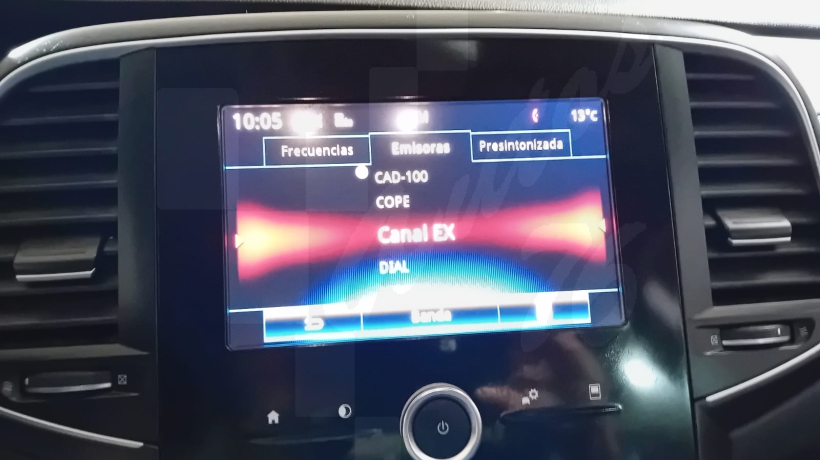 10:05
13°C
Frecuencias Emisoras Presintonizada
CAD-100
COPE
Canal EX
DIAL
Banda